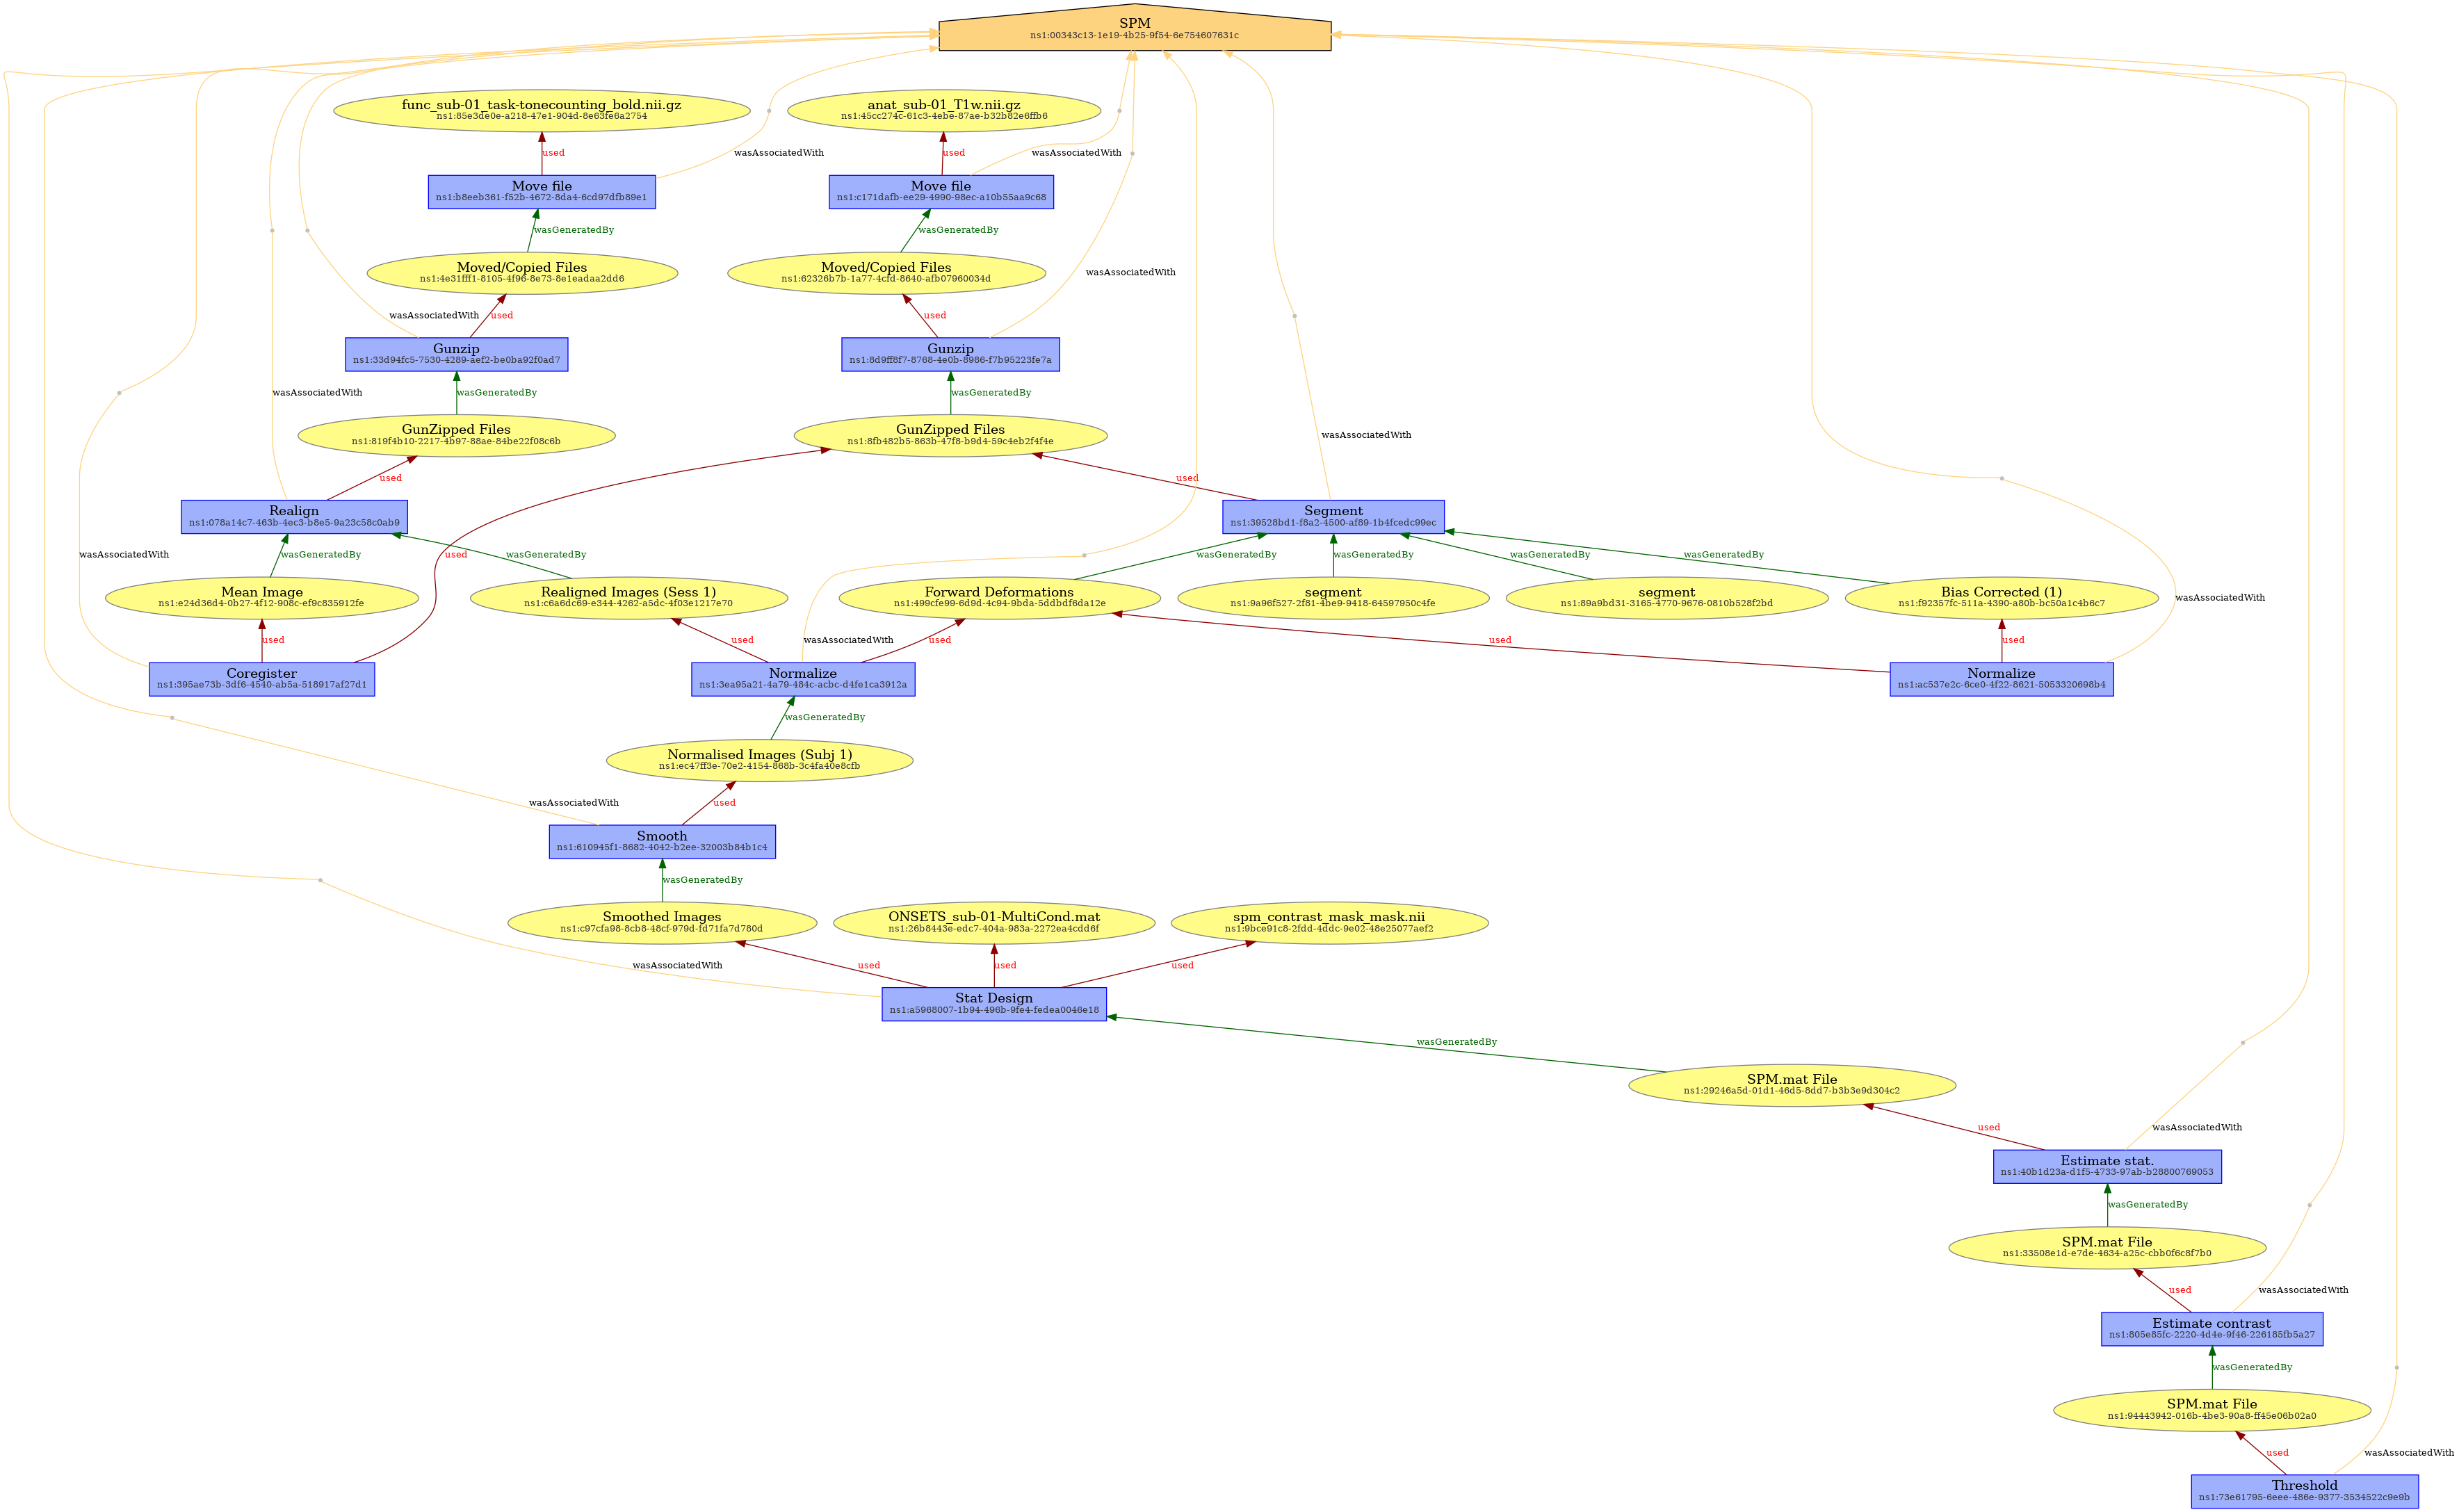 SPM
ns1:00343c13-1e19-4b25-9f54-6e754607631c
func_sub-01_task-tonecounting_bold.nii.gz
ns1:85e3de0e-a218-47e1-904d-8e63fe6a2754
anat_sub-01_T1w.nii.gz
ns1:45cc274c-61c3-4ebe-87ae-b32b82e6ffb6
used
wasAssociatedWith
used
wasAssociatedWith
Move file
ns1:b8eeb361-f52b-4672-8da4-6cd97dfb89e1
Move file
ns1:c171dafb-ee29-4990-98ec-a10b55aa9c68
wasGeneratedBy
wasGeneratedBy
Moved/Copied Files
ns1:4e31fff1-8105-4f96-8e73-8e1eadaa2dd6
Moved/Copied Files
ns1:62326b7b-1a77-4cfd-8640-afb07960034d
wasAssociatedWith
wasAssociatedWith
used
used
Gunzip
ns1:33d94fc5-7530-4289-aef2-be0ba92f0ad7
Gunzip
ns1:8d9ff8f7-8768-4e0b-8986-f7b95223fe7a
wasAssociatedWith
wasGeneratedBy
wasGeneratedBy
GunZipped Files
ns1:819f4b10-2217-4b97-88ae-84be22f08c6b
GunZipped Files
ns1:8fb482b5-863b-47f8-b9d4-59c4eb2f4f4e
wasAssociatedWith
used
used
Realign
ns1:078a14c7-463b-4ec3-b8e5-9a23c58c0ab9
Segment
ns1:39528bd1-f8a2-4500-af89-1b4fcedc99ec
wasAssociatedWith
wasGeneratedBy
used
wasGeneratedBy
wasGeneratedBy
wasGeneratedBy
wasGeneratedBy
wasGeneratedBy
Mean Image
ns1:e24d36d4-0b27-4f12-908c-ef9c835912fe
Realigned Images (Sess 1)
ns1:c6a6dc69-e344-4262-a5dc-4f03e1217e70
Forward Deformations
ns1:499cfe99-6d9d-4c94-9bda-5ddbdf6da12e
segment
ns1:9a96f527-2f81-4be9-9418-64597950c4fe
segment
ns1:89a9bd31-3165-4770-9676-0810b528f2bd
Bias Corrected (1)
ns1:f92357fc-511a-4390-a80b-bc50a1c4b6c7
wasAssociatedWith
used
used
wasAssociatedWith
used
used
used
Coregister
ns1:395ae73b-3df6-4540-ab5a-518917af27d1
Normalize
ns1:3ea95a21-4a79-484c-acbc-d4fe1ca3912a
Normalize
ns1:ac537e2c-6ce0-4f22-8621-5053320698b4
wasGeneratedBy
Normalised Images (Subj 1)
ns1:ec47ff3e-70e2-4154-868b-3c4fa40e8cfb
wasAssociatedWith
used
Smooth
ns1:610945f1-8682-4042-b2ee-32003b84b1c4
wasGeneratedBy
Smoothed Images
ns1:c97cfa98-8cb8-48cf-979d-fd71fa7d780d
ONSETS_sub-01-MultiCond.mat
ns1:26b8443e-edc7-404a-983a-2272ea4cdd6f
spm_contrast_mask_mask.nii
ns1:9bce91c8-2fdd-4ddc-9e02-48e25077aef2
wasAssociatedWith
used
used
used
Stat Design
ns1:a5968007-1b94-496b-9fe4-fedea0046e18
wasGeneratedBy
SPM.mat File
ns1:29246a5d-01d1-46d5-8dd7-b3b3e9d304c2
used
wasAssociatedWith
Estimate stat.
ns1:40b1d23a-d1f5-4733-97ab-b28800769053
wasGeneratedBy
SPM.mat File
ns1:33508e1d-e7de-4634-a25c-cbb0f6c8f7b0
used
wasAssociatedWith
Estimate contrast
ns1:805e85fc-2220-4d4e-9f46-226185fb5a27
wasGeneratedBy
SPM.mat File
ns1:94443942-016b-4be3-90a8-ff45e06b02a0
used
wasAssociatedWith
Threshold
ns1:73e61795-6eee-486e-9377-3534522c9e9b